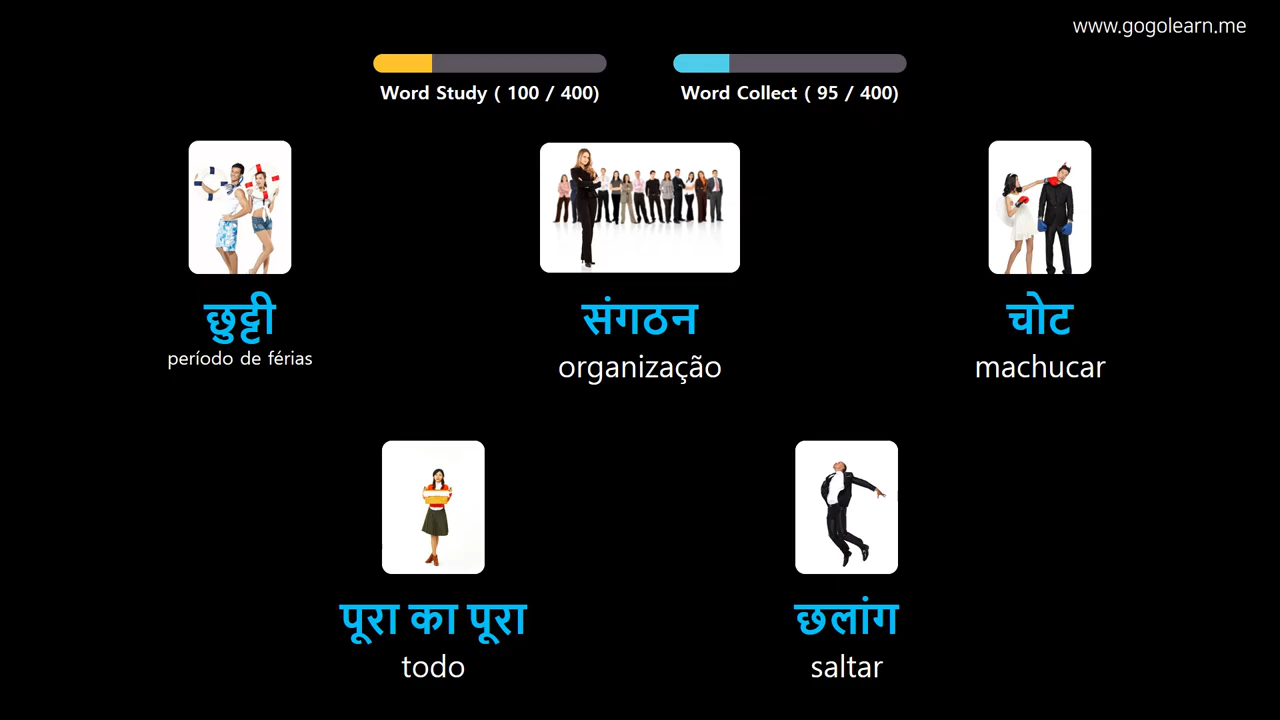 www.gogolearn.me
Word Study ( 100 / 400)
Word Collect ( 95 / 400)
छुट्टी
período de férias
संगठन
organização
चोट
machucar
पूरा का पूरा
todo
छलांग
saltar